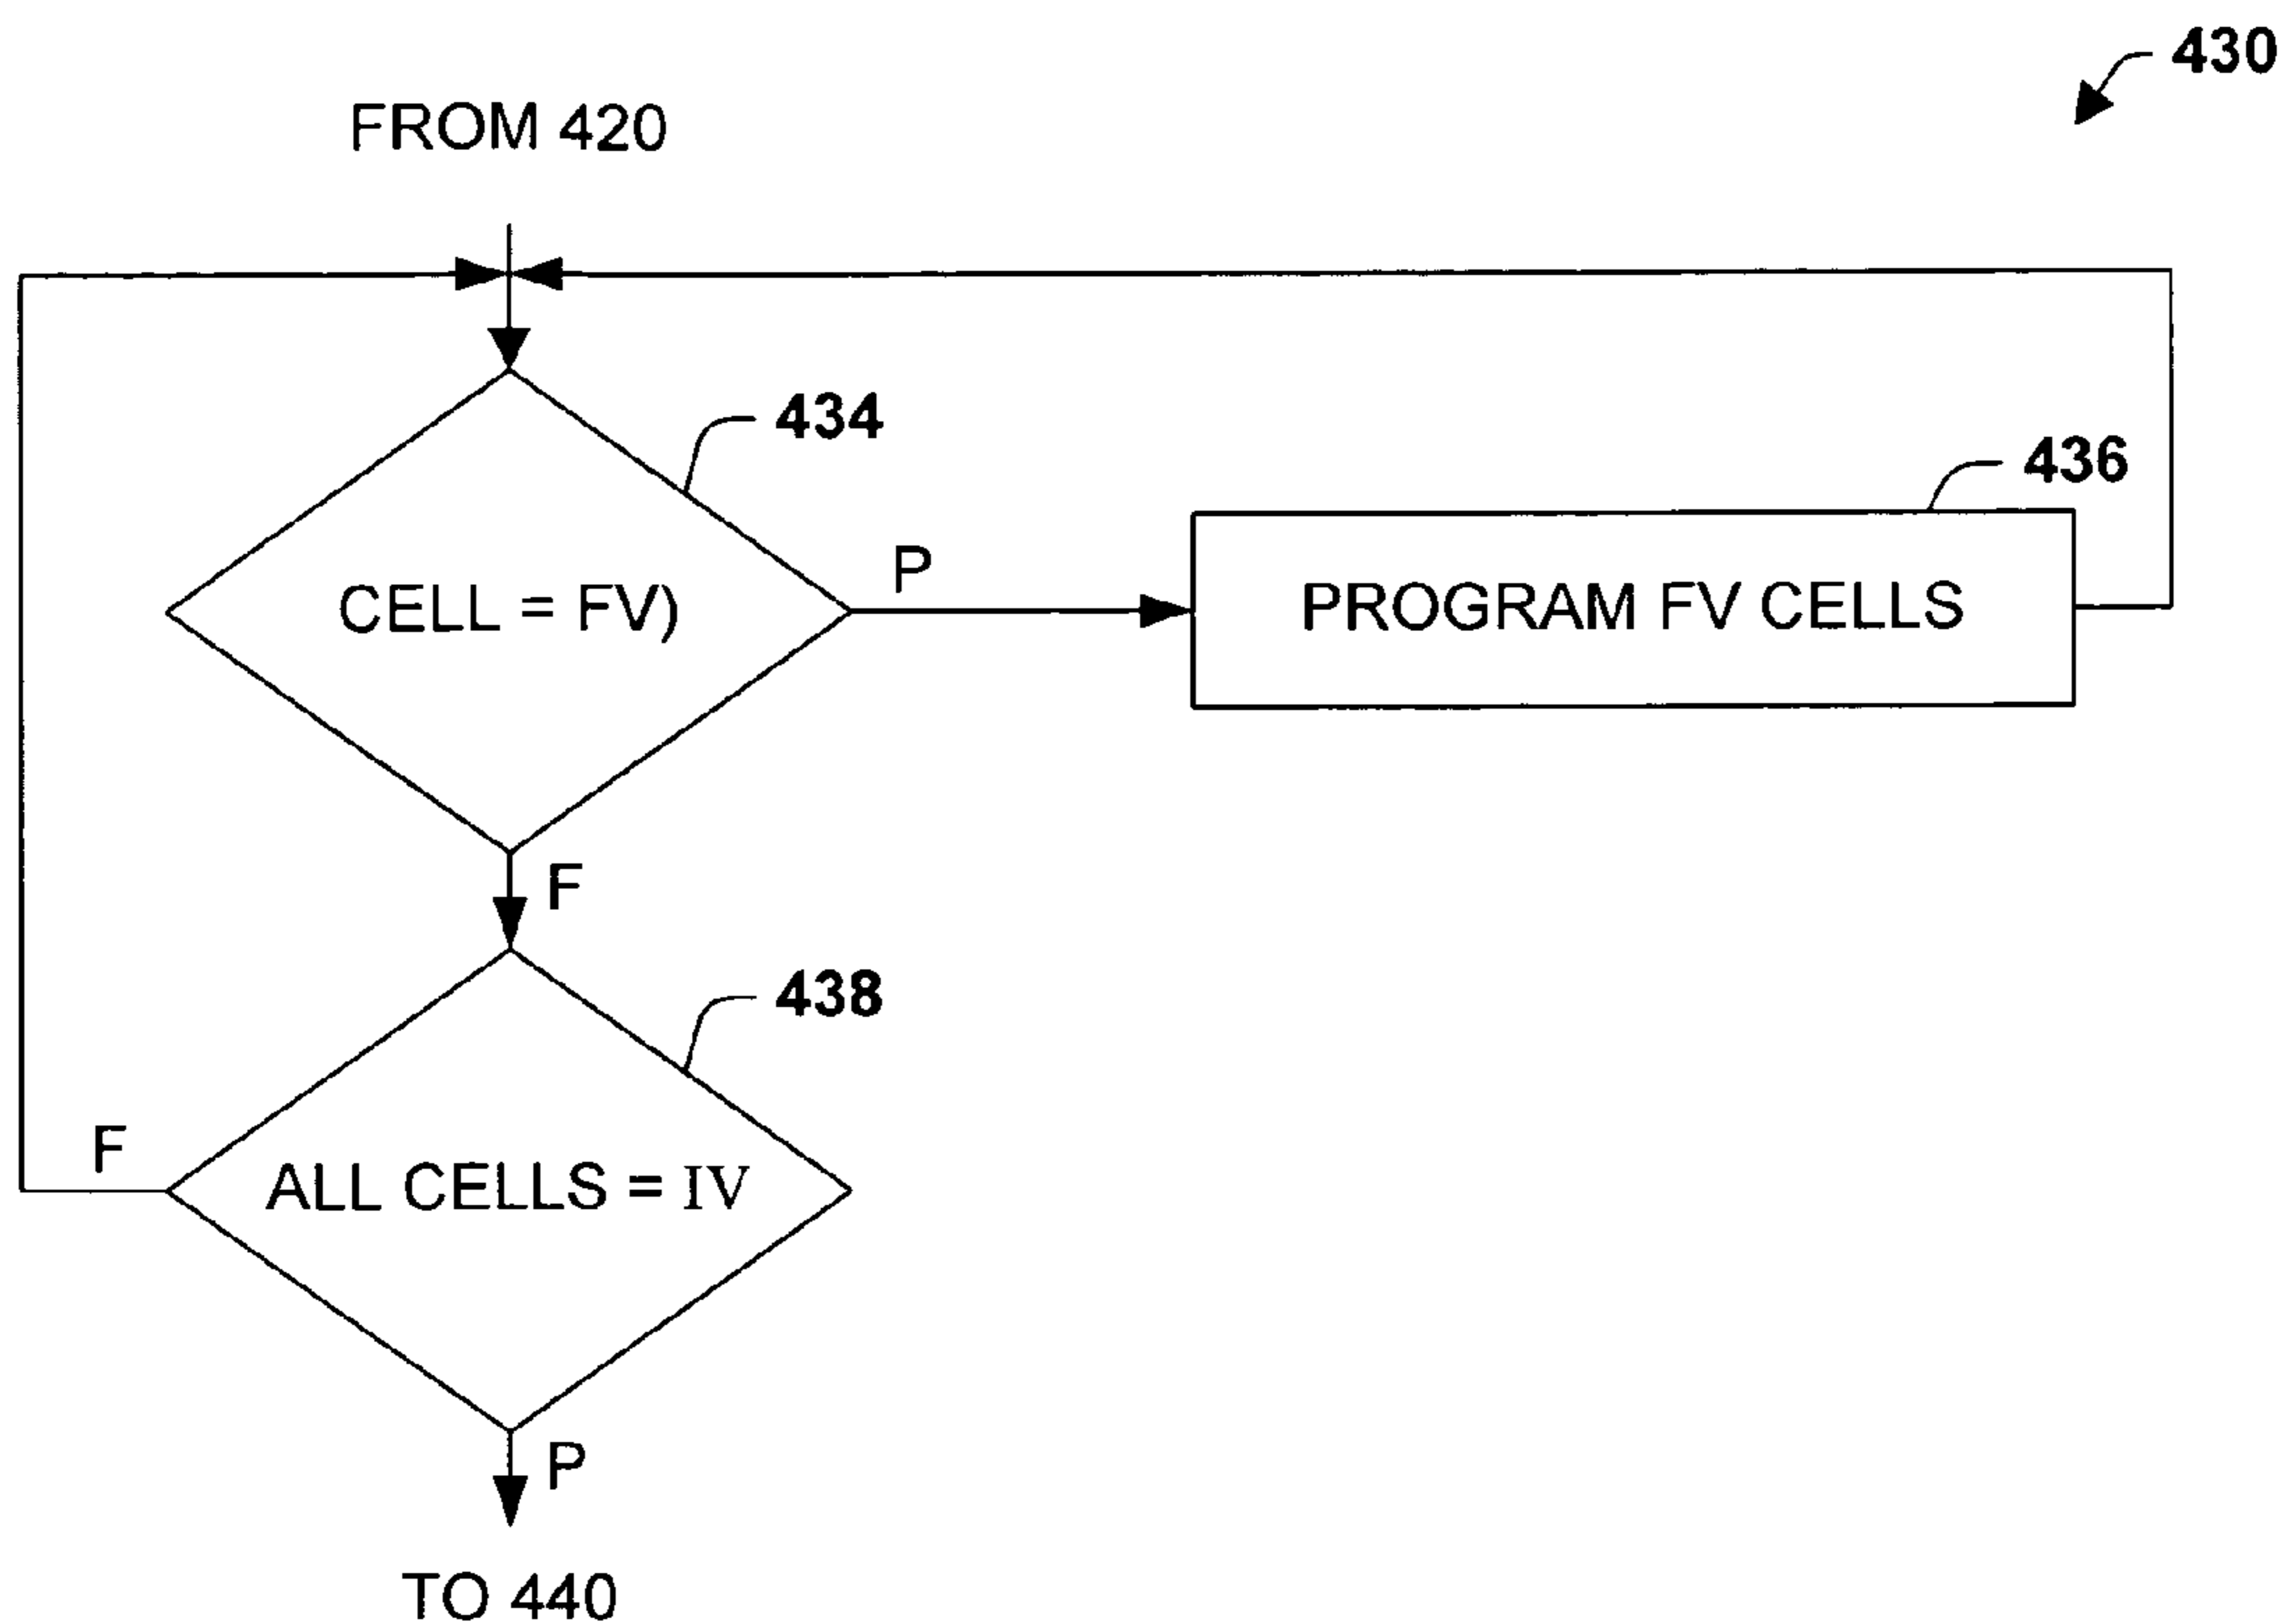 430
FROM 420
434
436
P
CELL = FV)
PROGRAM FV CELLS
F
438
F
ALL CELLS = IV
P
TO 440